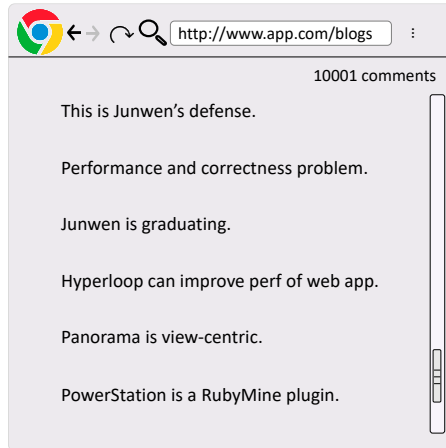 http://www.app.com/blogs
10001 comments
This is Junwen’s defense.
Performance and correctness problem.
Junwen is graduating.
Hyperloop can improve perf of web app.
Panorama is view-centric.
PowerStation is a RubyMine plugin.